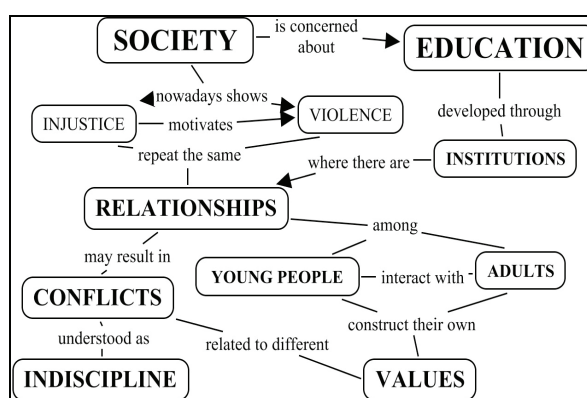 SOCIETY
is concerned
about
EDUCATION
nowadays shows
INJUSTICE
motivates
VIOLENCE
developed through
repeat the same
where there are
INSTITUTIONS
RELATIONSHIPS
among
may result in
YOUNG PEOPLE
interact with
ADULTS
CONFLICTS
construct their own
understood as
related to different
INDISCIPLINE
VALUES